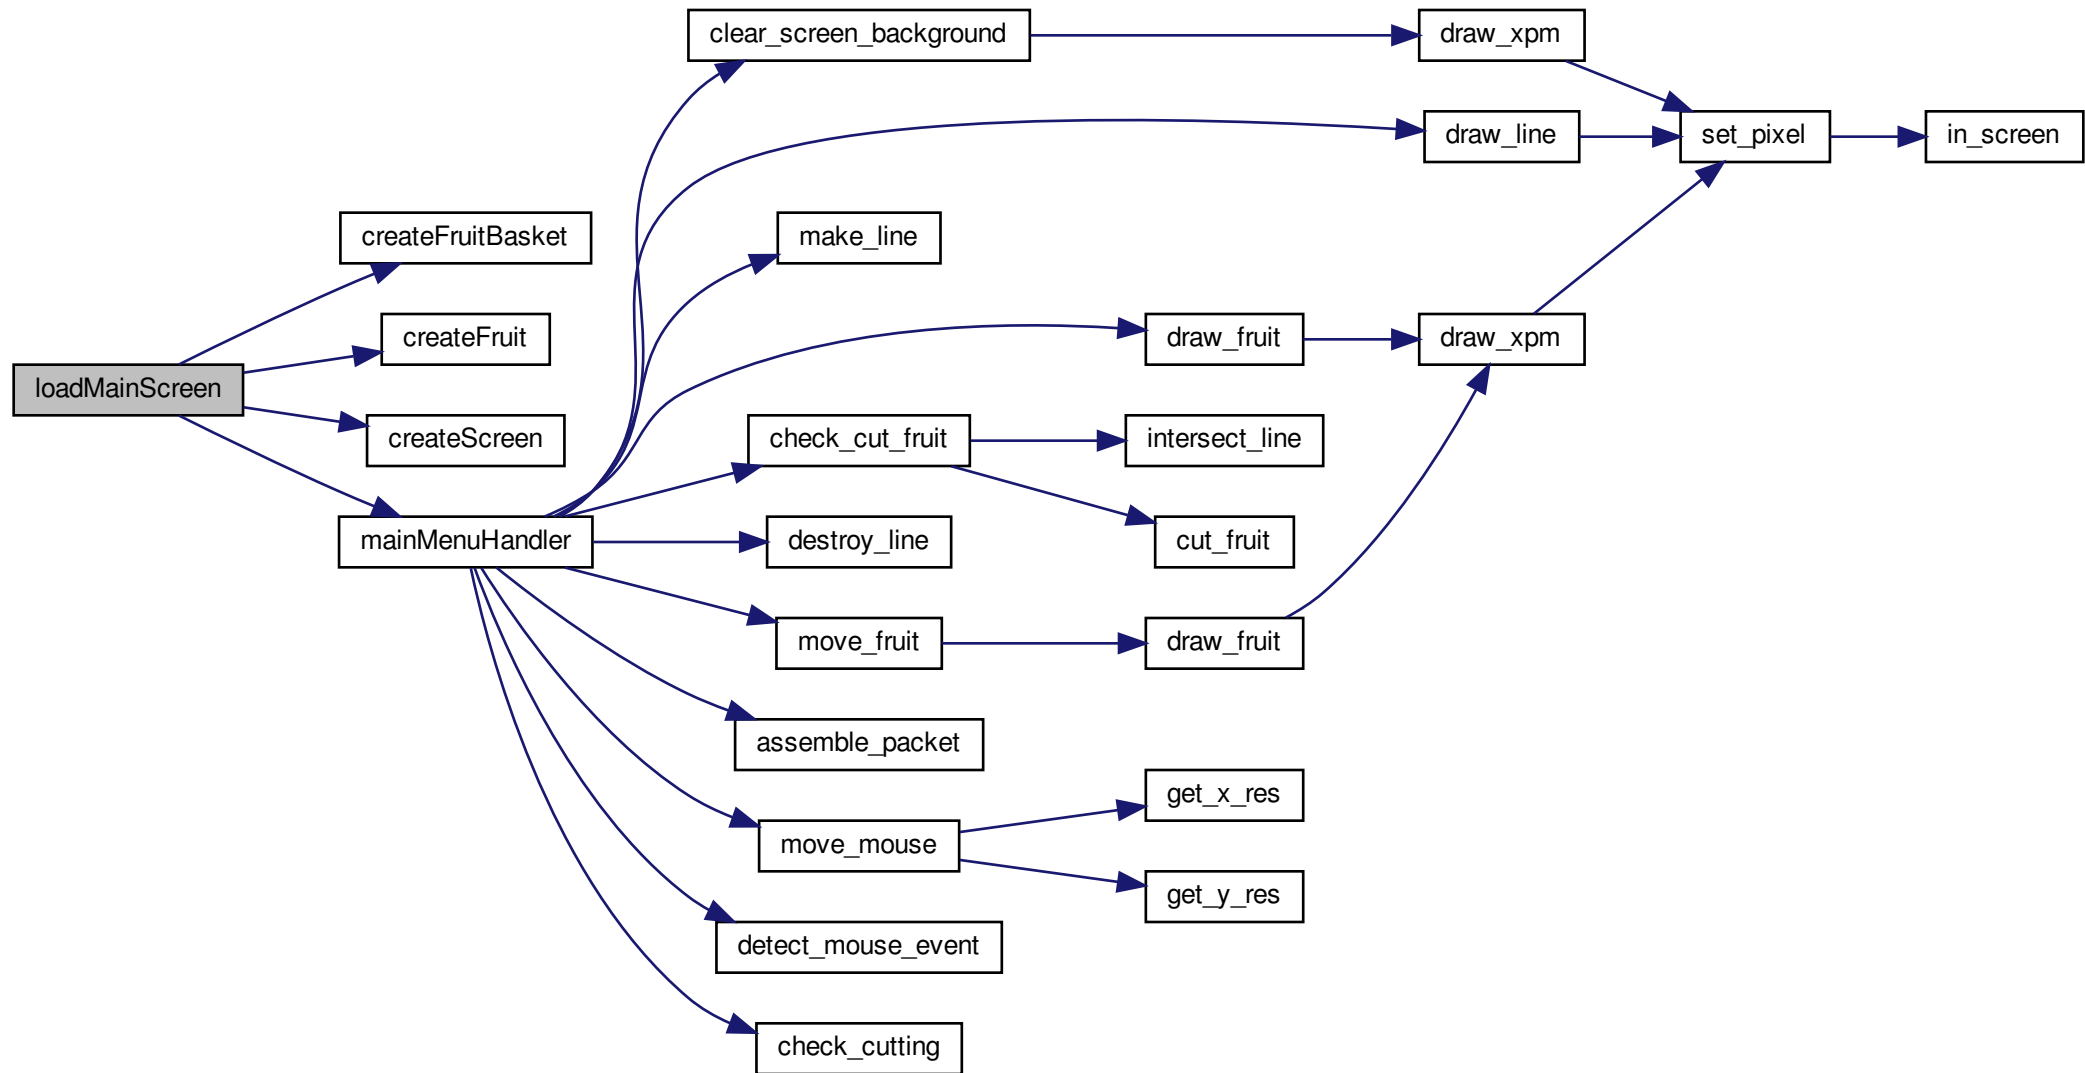 clear_screen_background
draw_xpm
draw_line
set_pixel
in_screen
createFruitBasket
make_line
createFruit
draw_fruit
draw_xpm
loadMainScreen
createScreen
check_cut_fruit
intersect_line
mainMenuHandler
destroy_line
cut_fruit
move_fruit
draw_fruit
assemble_packet
get_x_res
move_mouse
get_y_res
detect_mouse_event
check_cutting